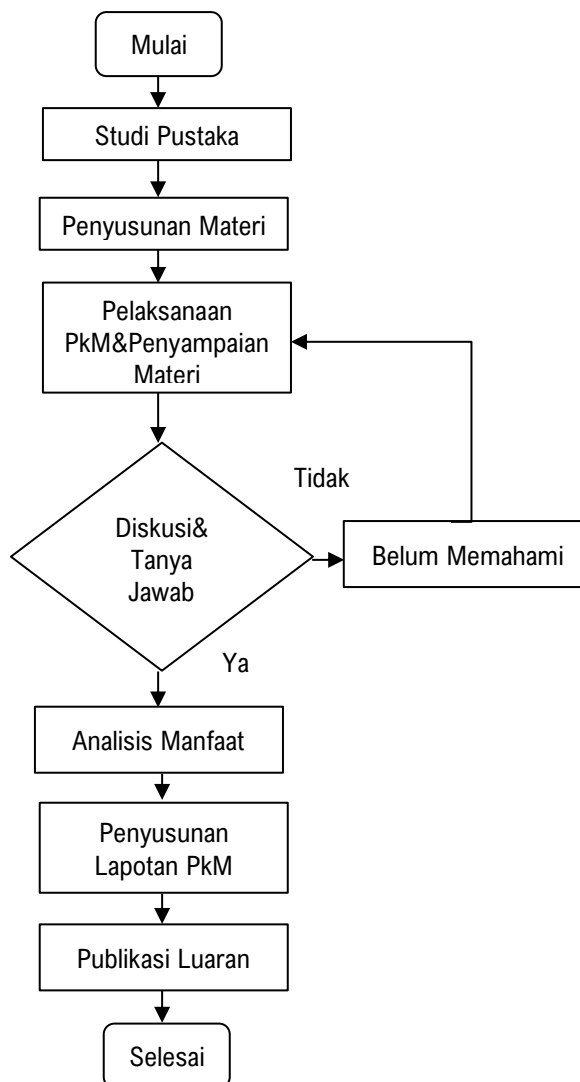 Mulai
Studi Pustaka
Penyusunan Materi
Pelaksanaan
PkM&Penyampaian
Materi
Tidak
Diskusi&
Tanya
Jawab
Belum Memahami
Ya
Analisis Manfaat
Penyusunan
Lapotan PkM
Publikasi Luaran
Selesai